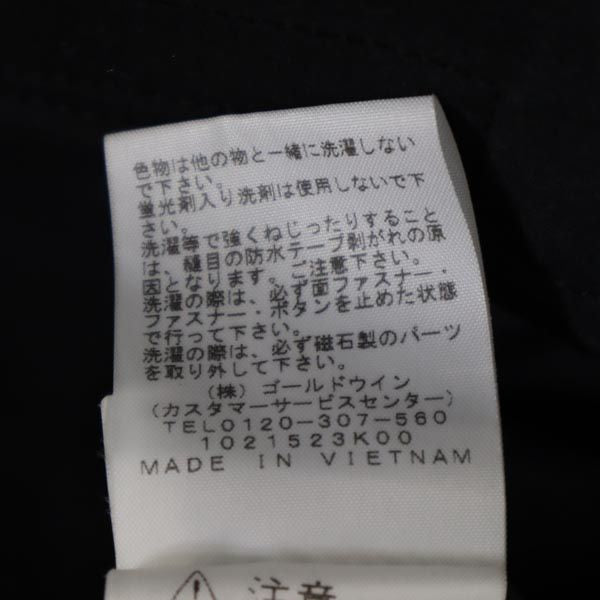 色物は他の物と一緒に洗濯しない
で下さい。
蛍光剤入り洗剤は使用しないで下
さい。
洗濯等で強くねじったりすること
は、縫目の防水テープ剥がれの原
因となります。ご注意下さい。
洗濯の際は、必ず面ファスナー・
ファスナー・ボタンを止めた状態
で行って下さい。
洗濯の際は、必ず磁石製のパーツ
を取り外して下さい。
(株) ゴールドウイン
(カスタマーサービスセンター)
TEL0120-307-560
1021523K00
MADE IN VIETNAM
注意